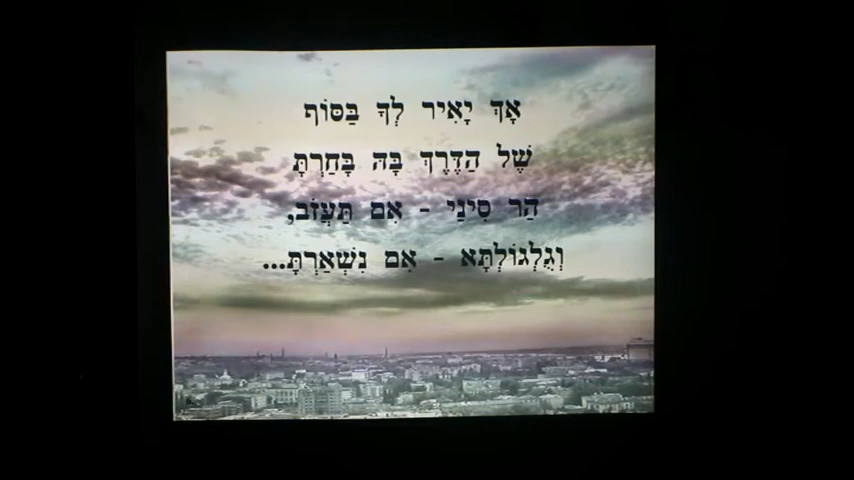 אָךְ יָאִיר לְךָ בַּסּוֹף
שֶׁל הַדֶּרֶךְ בָּהּ בָּחַרְתָּ
הַר סִינַי - אִם תַּעֲזֹב,
וְגֻלְגּוֹלְתָּא - אִם נִשְׁאַרְתָּ...